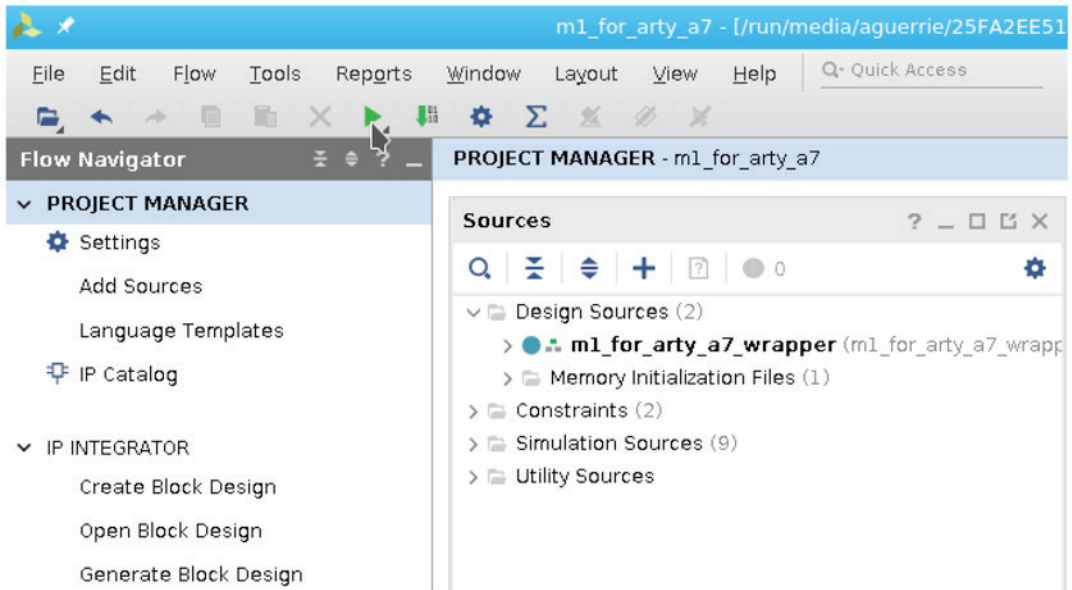 m1_for_arty_a7 - [/run/media/aguerrie/25FA2EE51
File Edit Flow Tools Reports Window Layout View Help Q- Quick Access
Flow Navigator ? _
PROJECT MANAGER - m1_for_arty_a7
PROJECT MANAGER
Settings
Add Sources
Language Templates
IP Catalog
IP INTEGRATOR
Create Block Design
Open Block Design
Generate Block Design
Sources ?
? 0
Design Sources (2)
m1_for_arty_a7_wrapper (m1_for_arty_a7_wrapp
Memory Initialization Files (1)
Constraints (2)
Simulation Sources (9)
Utility Sources